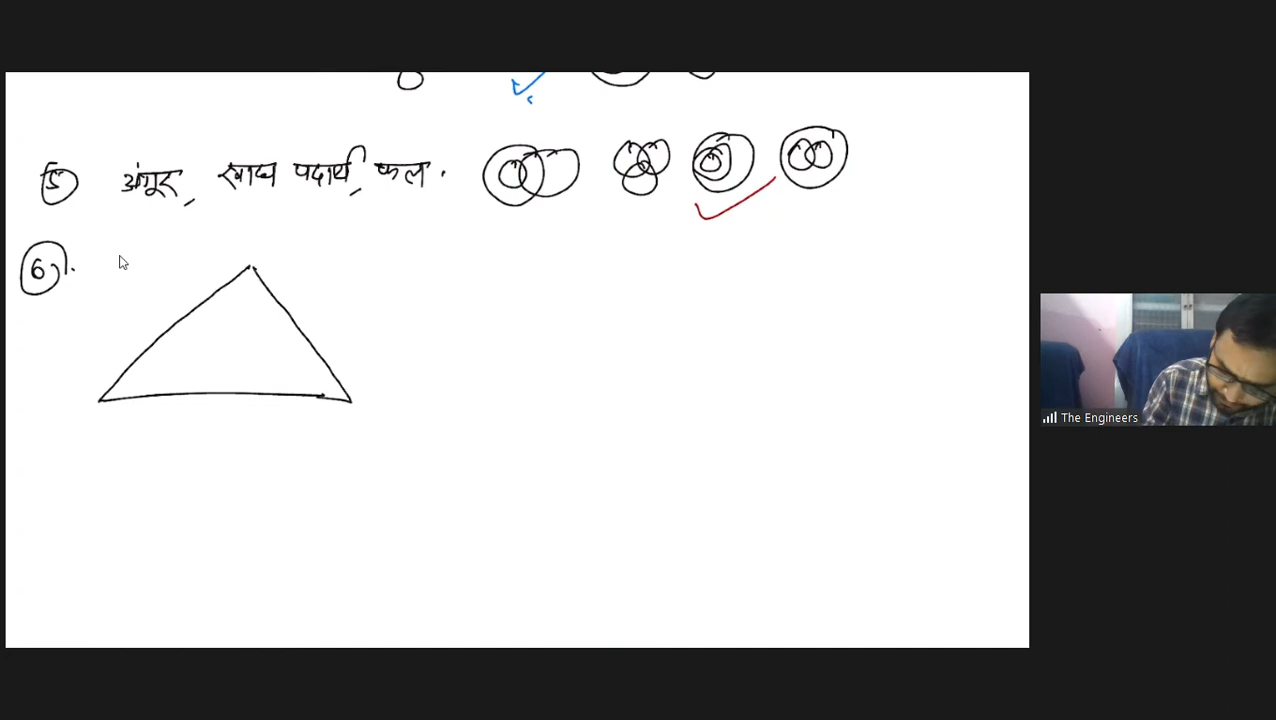 5 अंगूर, खाद्य पदार्थ, फल.
6).
The Engineers